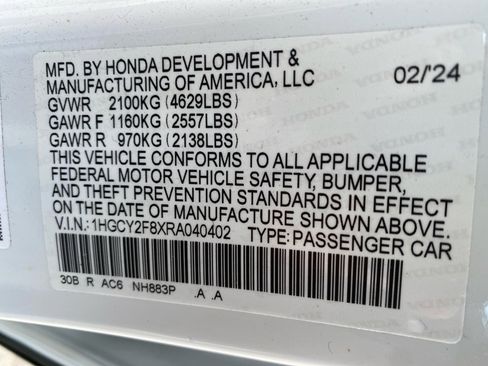 MFD. BY HONDA DEVELOPMENT &
MANUFACTURING OF AMERICA, LLC 02/'24
GVWR 2100KG (4629LBS)
GAWR F 1160KG (2557LBS)
GAWR R 970KG (2138LBS)
THIS VEHICLE CONFORMS TO ALL APPLICABLE
FEDERAL MOTOR VEHICLE SAFETY, BUMPER,
AND THEFT PREVENTION STANDARDS IN EFFECT
ON THE DATE OF MANUFACTURE SHOWN ABOVE.
V.I.N.:1HGCY2F8XRA040402 TYPE:PASSENGER CAR
30B R AC6 NH883P .A .A